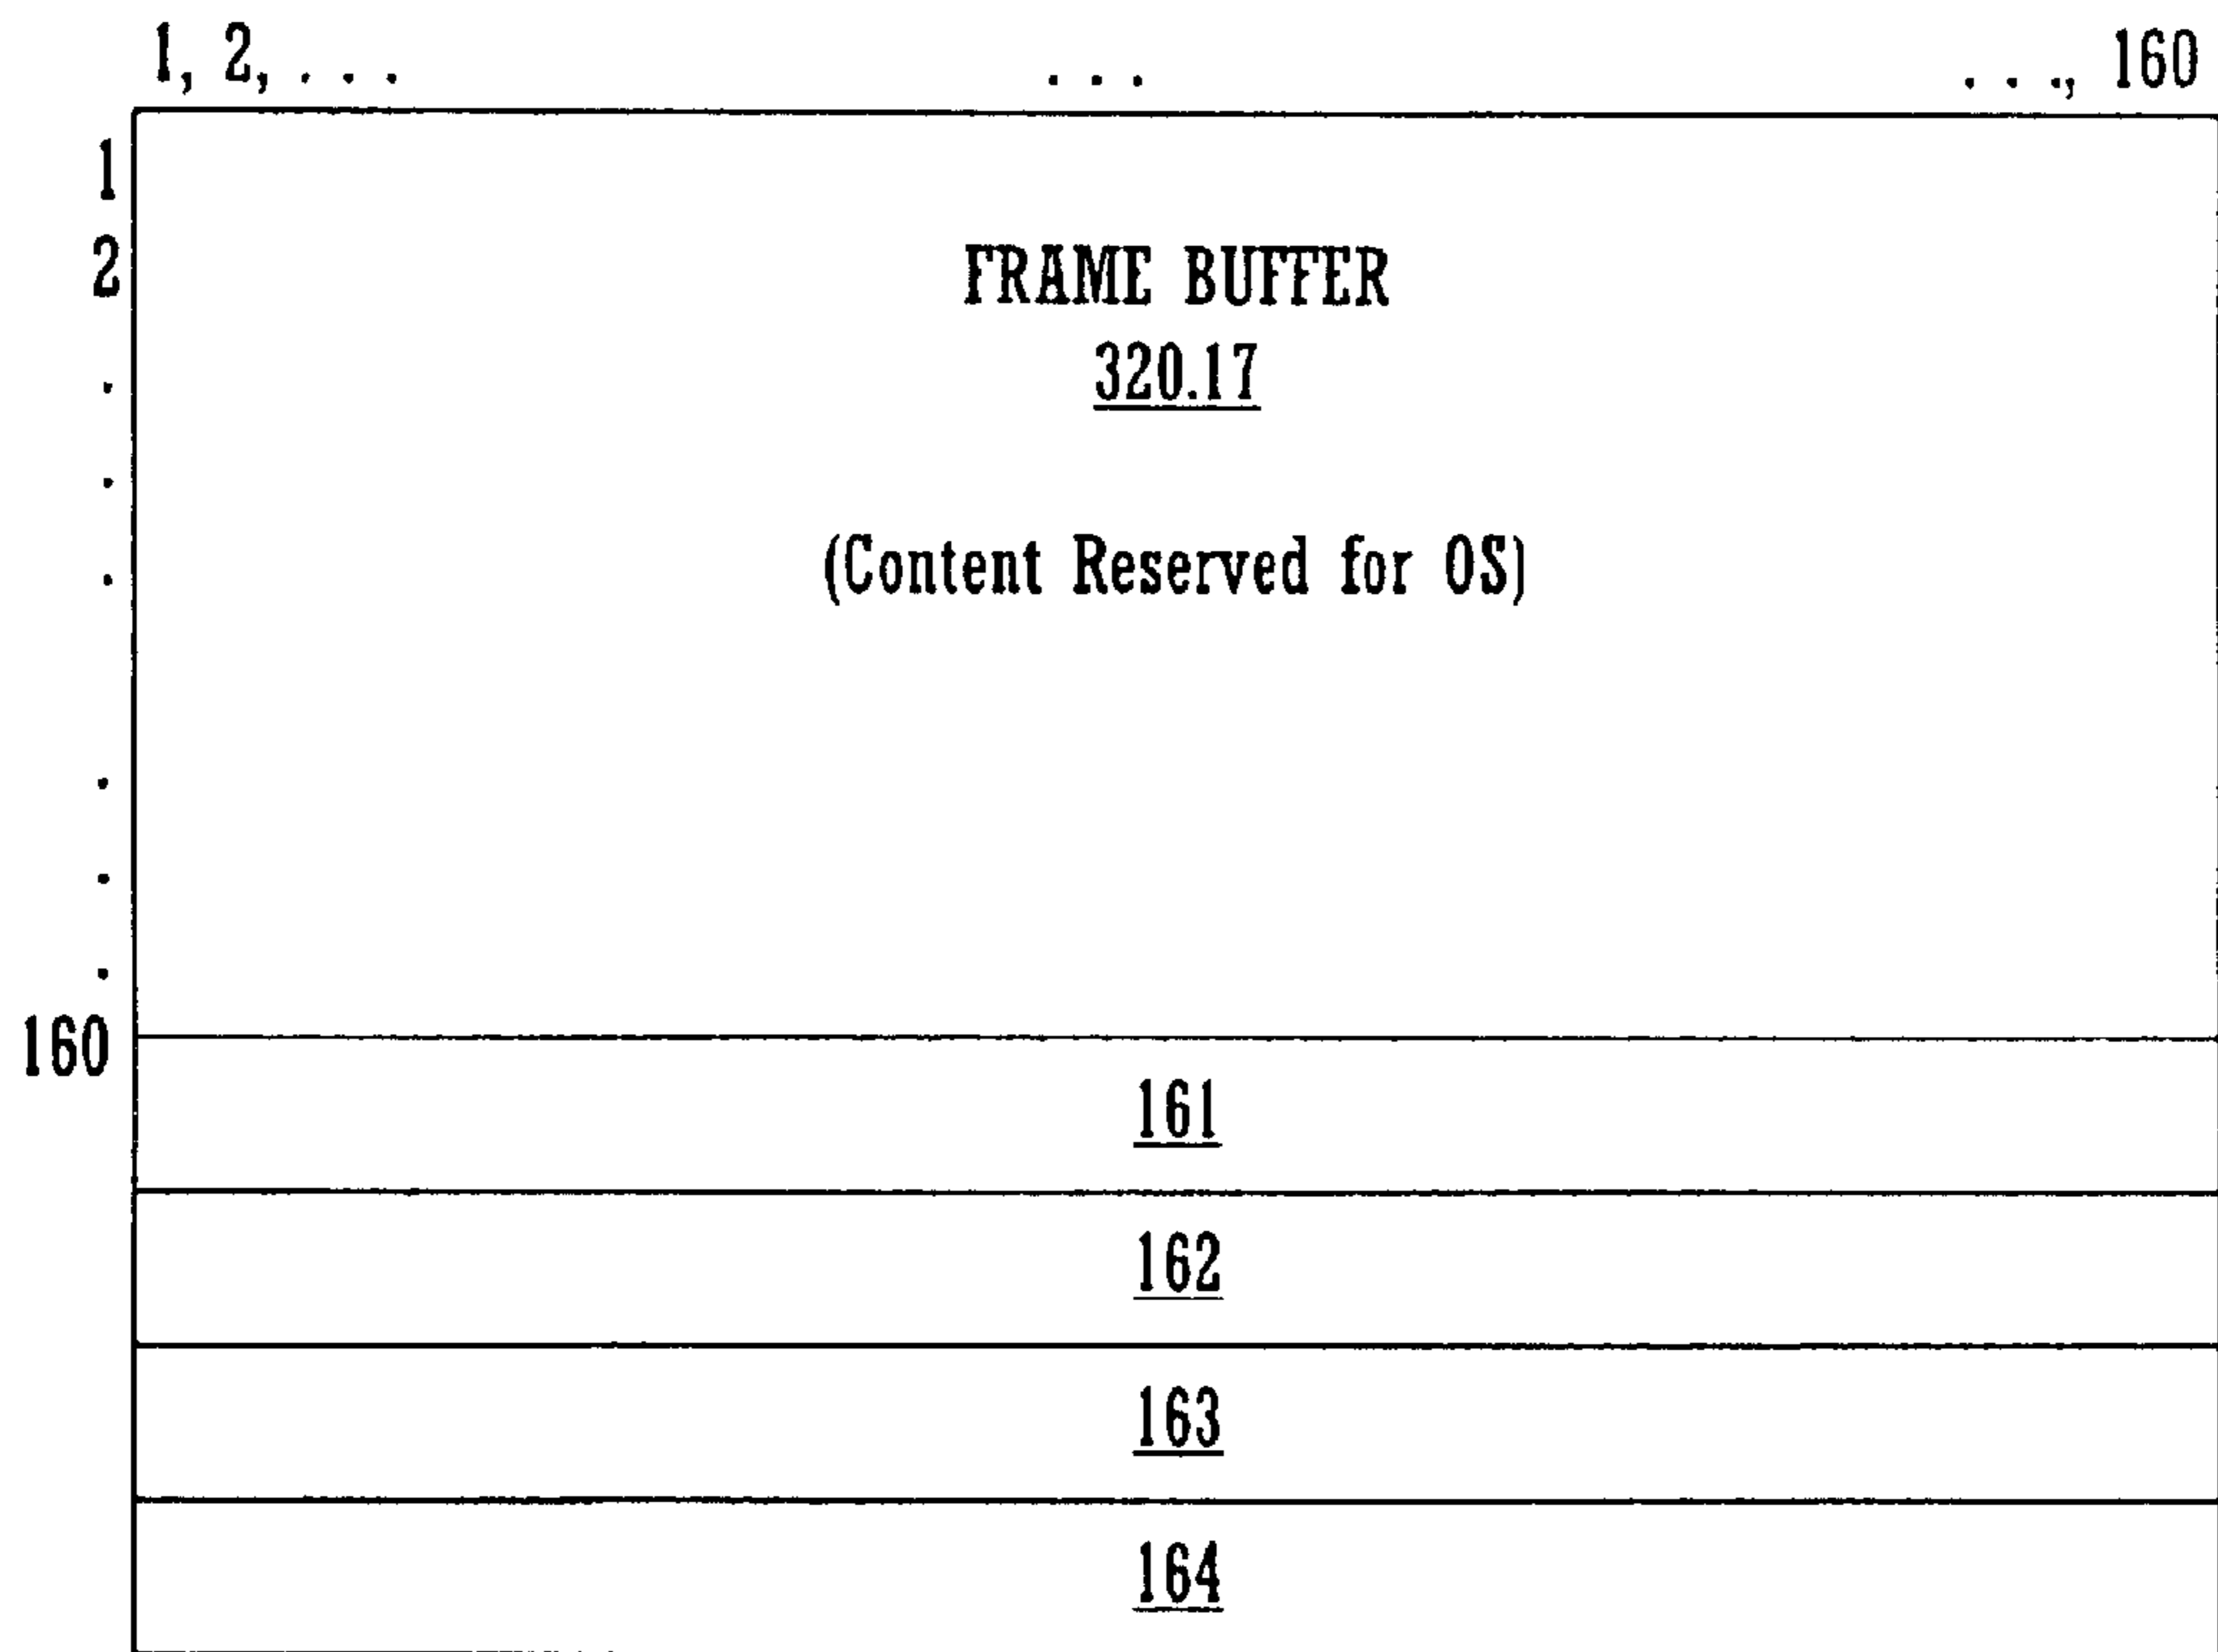 1, 2, . . . . . . . . ., 160
1
2
FRAME BUFFER
320.17
(Content Reserved for OS)
160
161
162
163
164